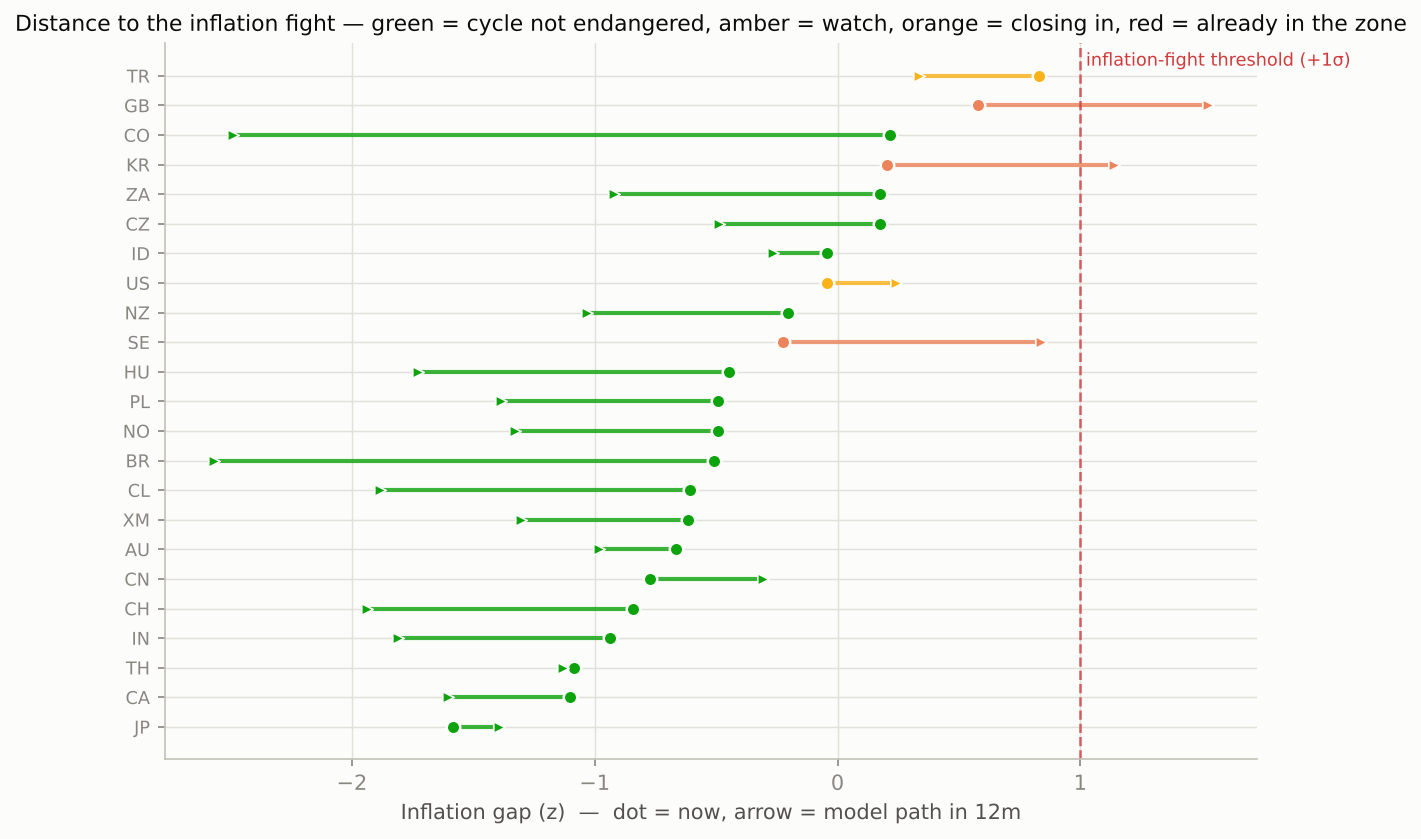 Distance to the inflation fight — green = cycle not endangered, amber = watch, orange = closing in, red = already in the zone
inflation-fight threshold (+1σ)
TR
GB
CO
KR
ZA
CZ
ID
US
NZ
SE
HU
PL
NO
BR
CL
XM
AU
CN
CH
IN
TH
CA
JP
−2 −1 0 1
Inflation gap (z) — dot = now, arrow = model path in 12m